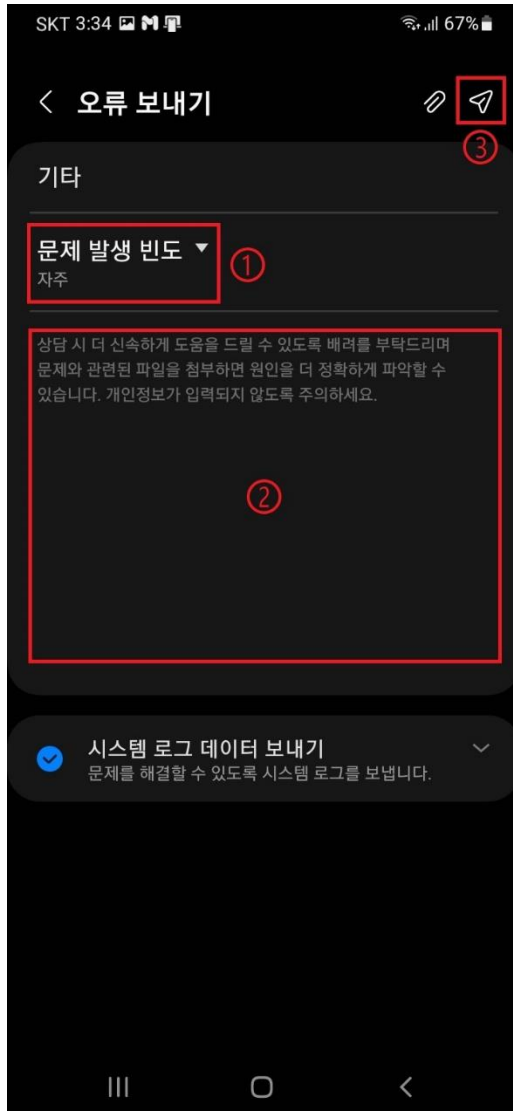 SKT 3:34
67%
오류 보내기
③
기타
문제 발생 빈도
자주
①
상담 시 더 신속하게 도움을 드릴 수 있도록 배려를 부탁드리며
문제와 관련된 파일을 첨부하면 원인을 더 정확하게 파악할 수
있습니다. 개인정보가 입력되지 않도록 주의하세요.
②
시스템 로그 데이터 보내기
문제를 해결할 수 있도록 시스템 로그를 보냅니다.